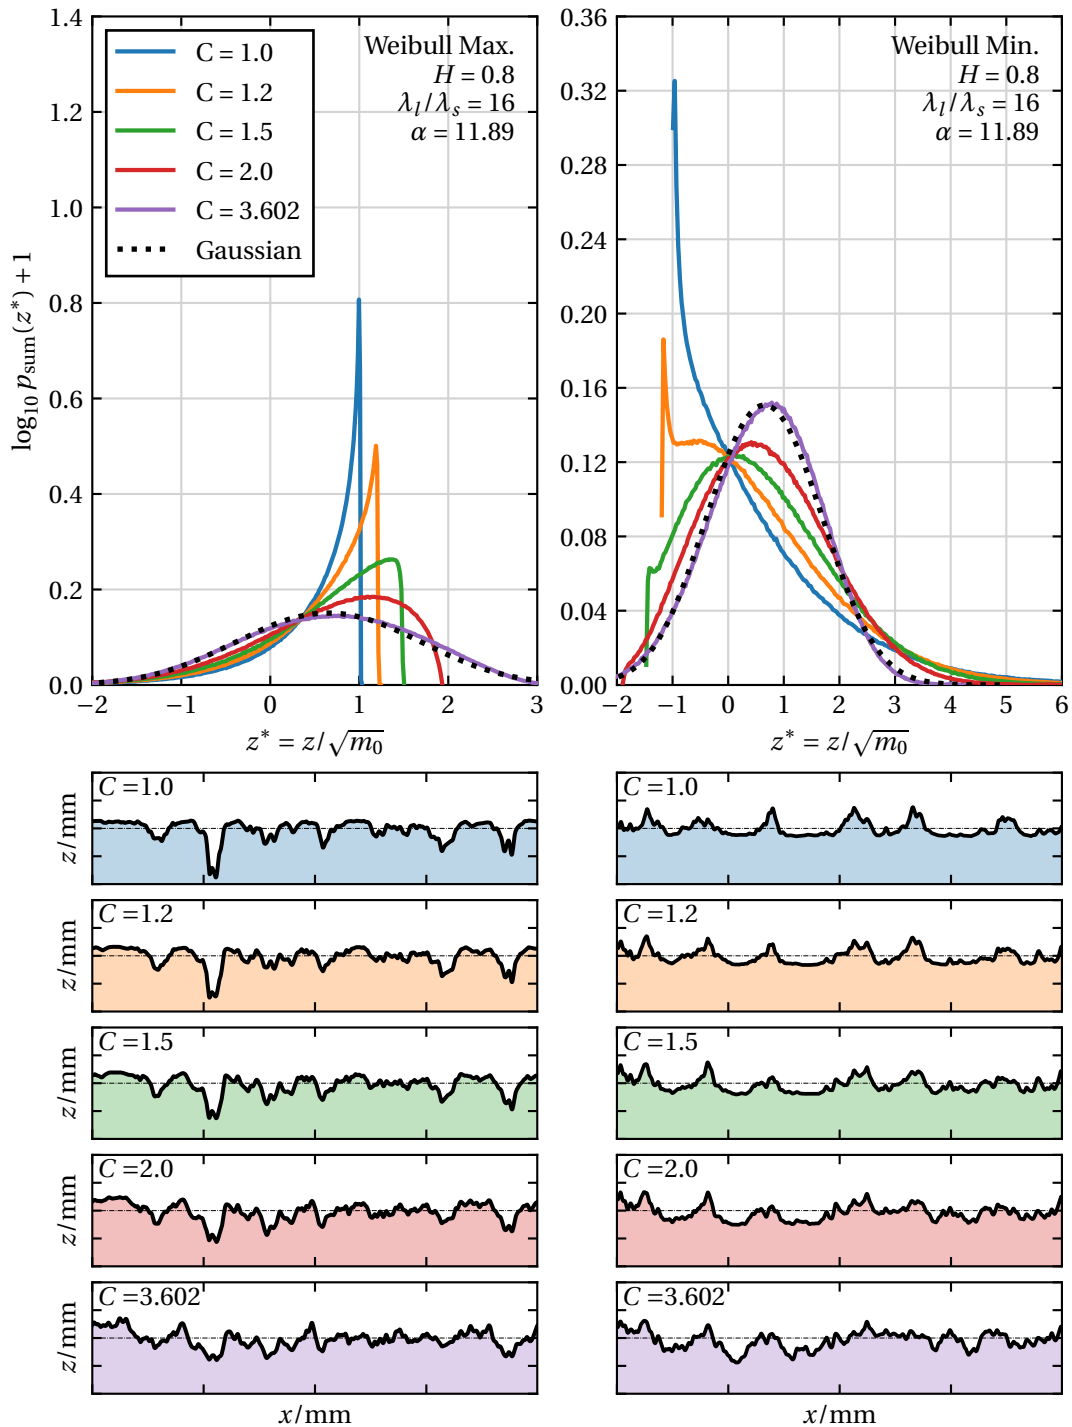 1.4
1.2
1.0
0.8
0.6
0.4
0.2
0.0
log₁₀ p_sum(z*) + 1
C = 1.0
C = 1.2
C = 1.5
C = 2.0
C = 3.602
Gaussian
Weibull Max.
H = 0.8
λ_l/λ_s = 16
α = 11.89
−2 −1 0 1 2 3
z* = z/√m₀
0.36
0.32
0.28
0.24
0.20
0.16
0.12
0.08
0.04
0.00
Weibull Min.
H = 0.8
λ_l/λ_s = 16
α = 11.89
−2 −1 0 1 2 3 4 5 6
z* = z/√m₀
C =1.0
z/mm
C =1.0
C =1.2
z/mm
C =1.2
C =1.5
z/mm
C =1.5
C =2.0
z/mm
C =2.0
C =3.602
z/mm
C =3.602
x/mm
x/mm